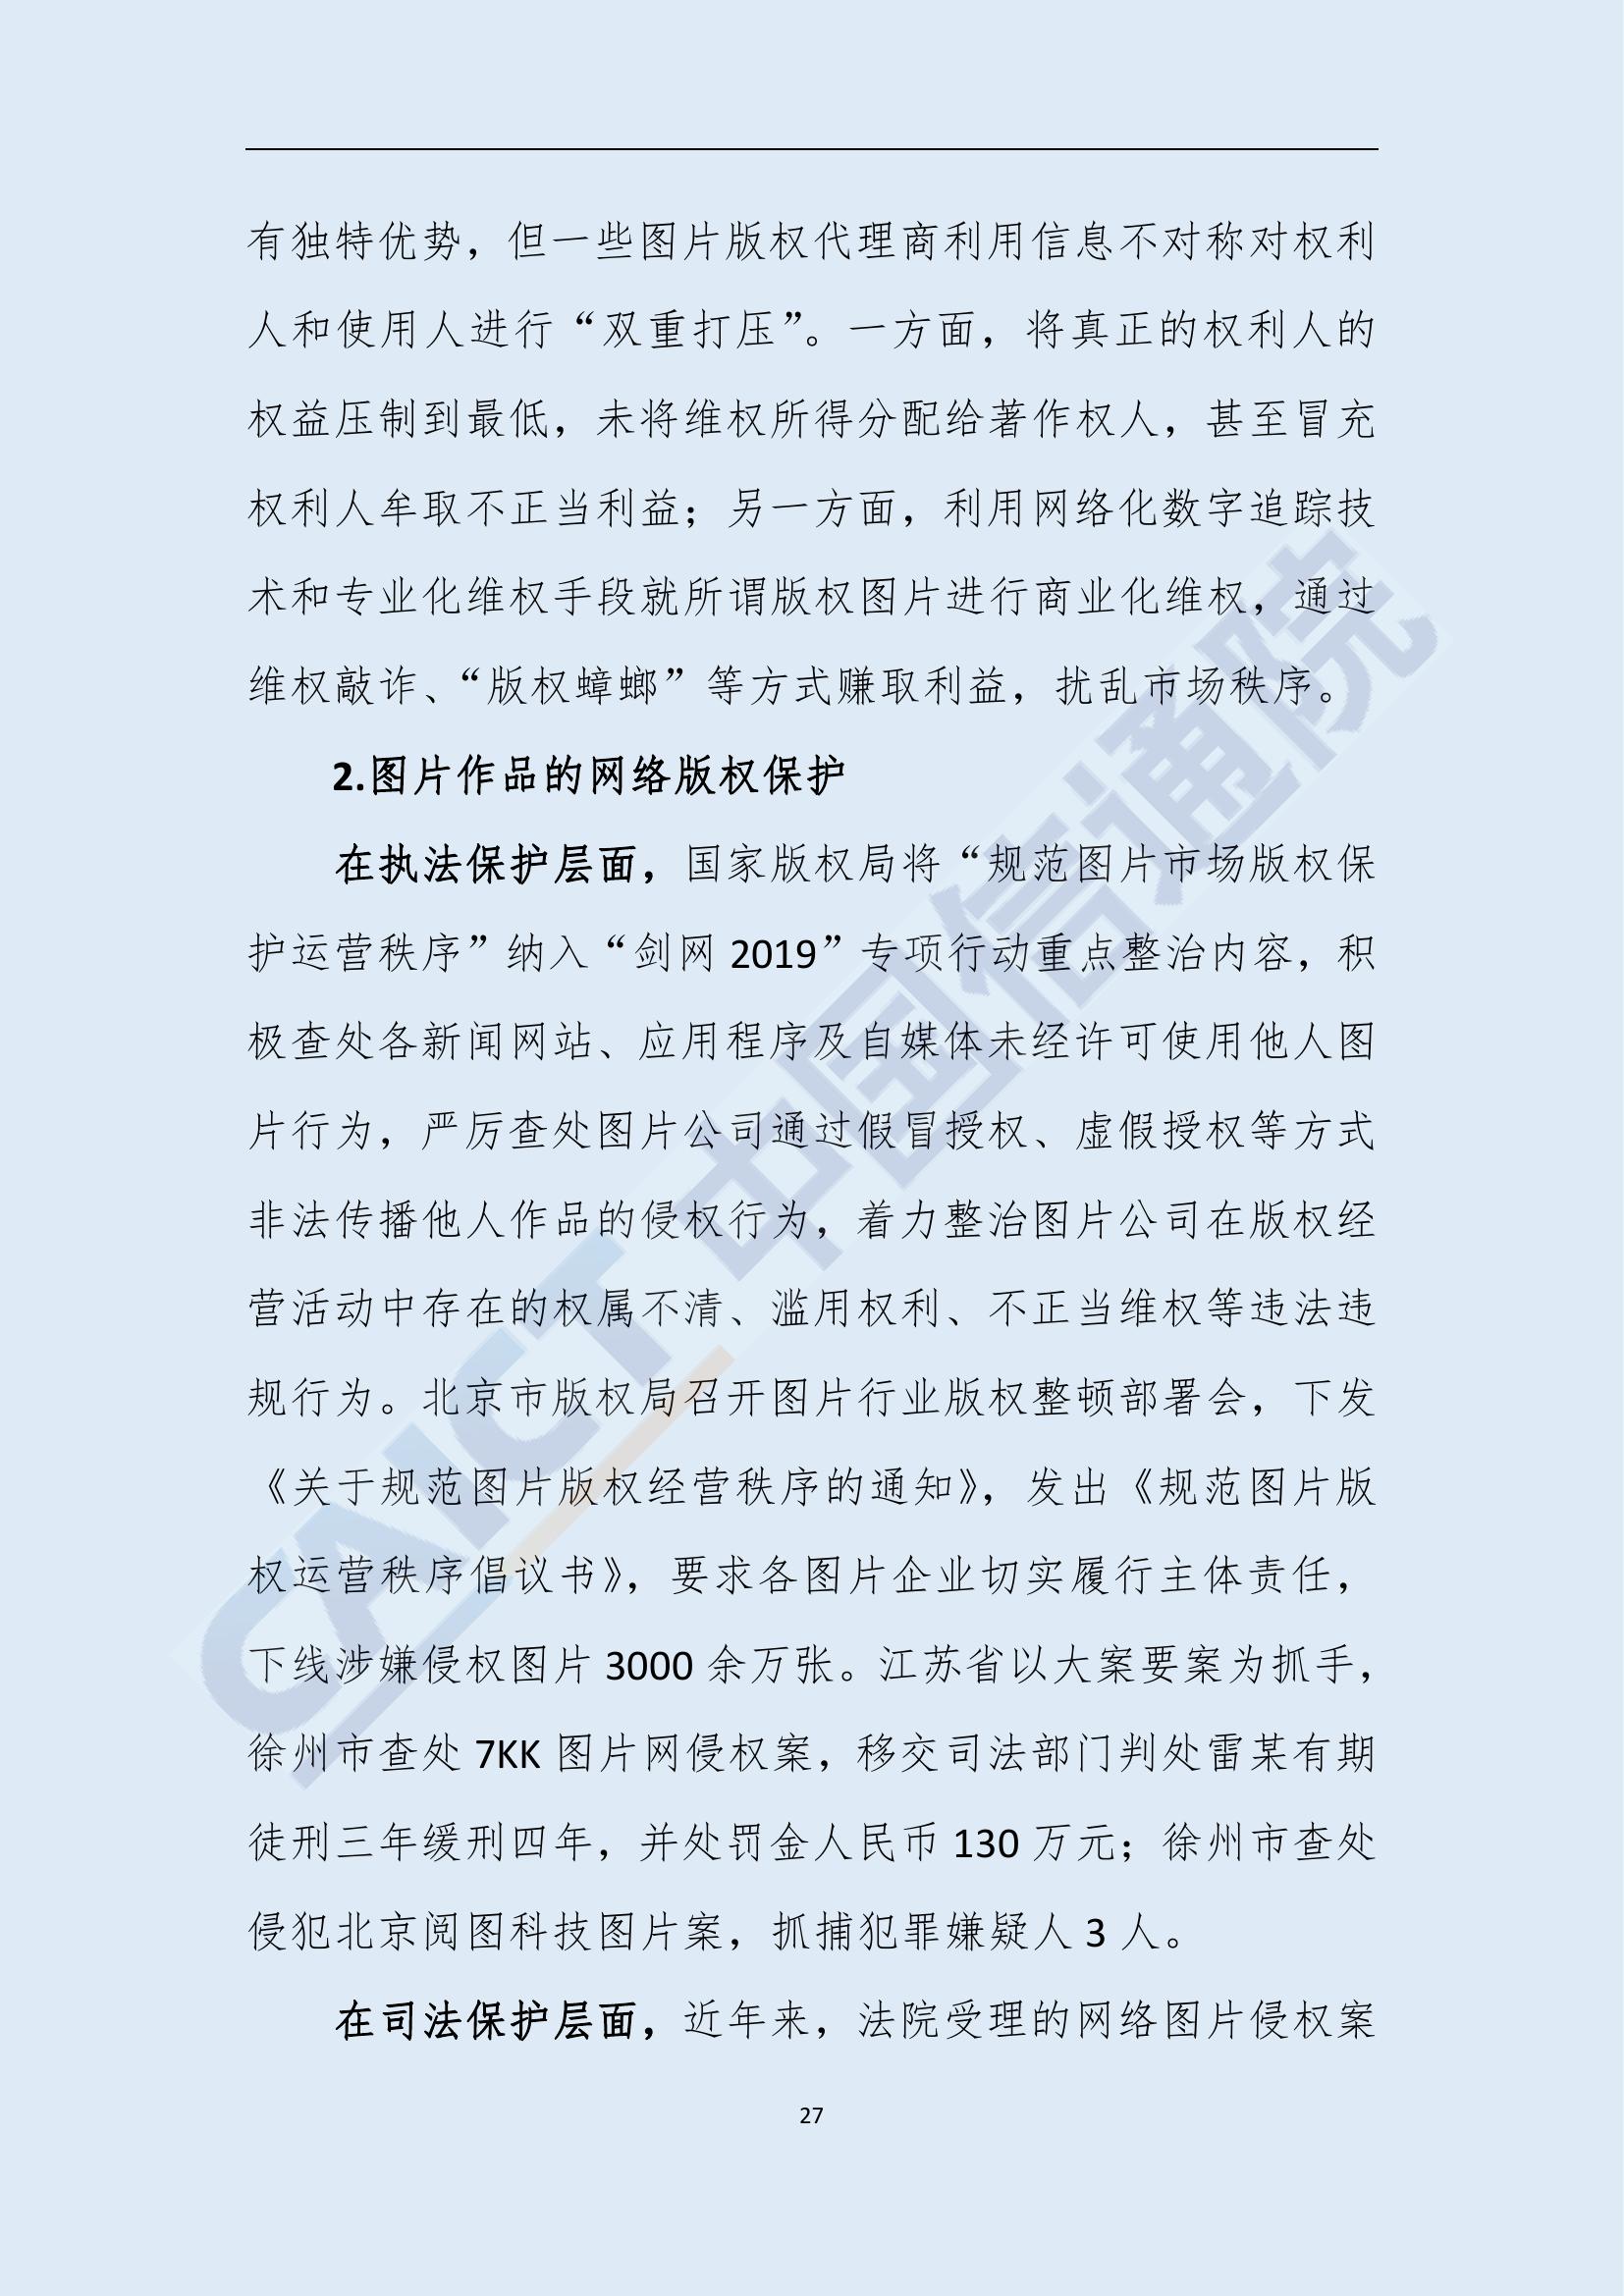 有独特优势，但一些图片版权代理商利用信息不对称对权利
人和使用人进行“双重打压”。一方面，将真正的权利人的
权益压制到最低，未将维权所得分配给著作权人，甚至冒充
权利人牟取不正当利益；另一方面，利用网络化数字追踪技
术和专业化维权手段就所谓版权图片进行商业化维权，通过
维权敲诈、“版权蟑螂”等方式赚取利益，扰乱市场秩序。
2.图片作品的网络版权保护
在执法保护层面，国家版权局将“规范图片市场版权保
护运营秩序”纳入“剑网 2019”专项行动重点整治内容，积
极查处各新闻网站、应用程序及自媒体未经许可使用他人图
片行为，严厉查处图片公司通过假冒授权、虚假授权等方式
非法传播他人作品的侵权行为，着力整治图片公司在版权经
营活动中存在的权属不清、滥用权利、不正当维权等违法违
规行为。北京市版权局召开图片行业版权整顿部署会，下发
《关于规范图片版权经营秩序的通知》，发出《规范图片版
权运营秩序倡议书》，要求各图片企业切实履行主体责任，
下线涉嫌侵权图片 3000 余万张。江苏省以大案要案为抓手，
徐州市查处 7KK 图片网侵权案，移交司法部门判处雷某有期
徒刑三年缓刑四年，并处罚金人民币 130 万元；徐州市查处
侵犯北京阅图科技图片案，抓捕犯罪嫌疑人 3 人。
在司法保护层面，近年来，法院受理的网络图片侵权案
27
CAICT 中国信通院